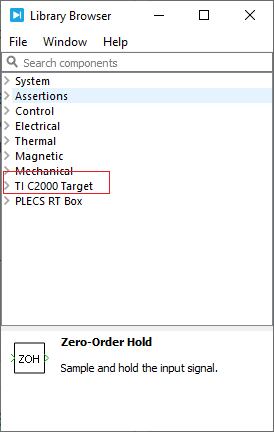 Library Browser
File Window Help
Search components
System
Assertions
Control
Electrical
Thermal
Magnetic
Mechanical
TI C2000 Target
PLECS RT Box
ZOH
Zero-Order Hold
Sample and hold the input signal.